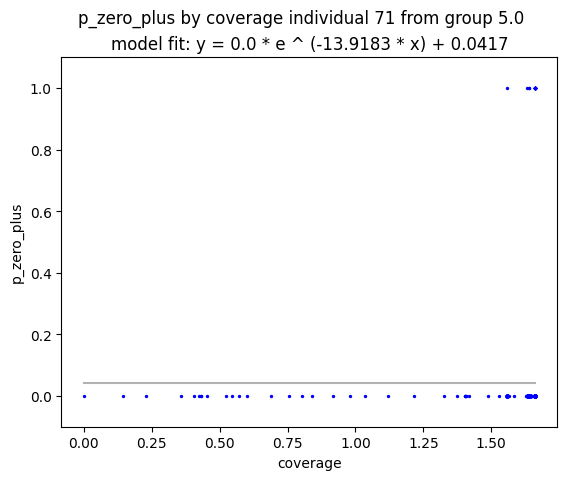 p_zero_plus by coverage individual 71 from group 5.0
model fit: y = 0.0 * e ^ (-13.9183 * x) + 0.0417
1.0
0.8
0.6
0.4
0.2
0.0
p_zero_plus
0.00 0.25 0.50 0.75 1.00 1.25 1.50
coverage